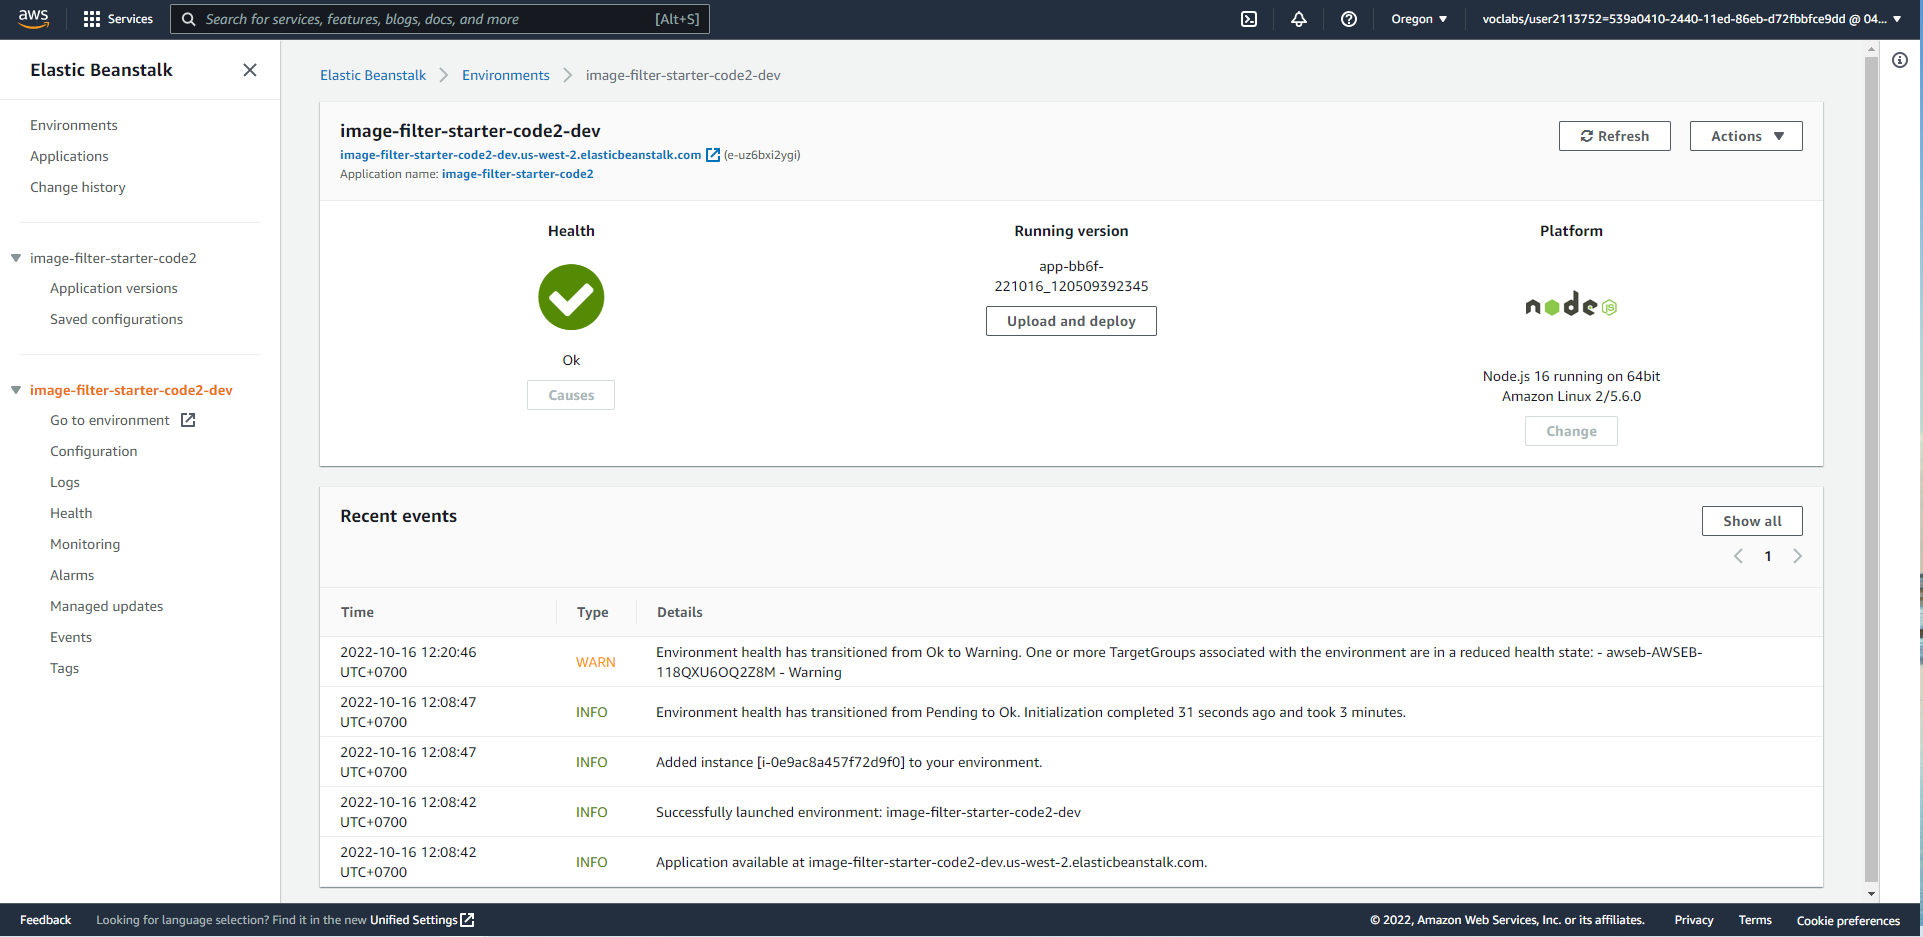 aws
Services
Search for services, features, blogs, docs, and more
[Alt+S]
Oregon
voclabs/user2113752=539a0410-2440-11ed-86eb-d72fbbfce9dd @ 04...
Elastic Beanstalk
Environments
Applications
Change history
image-filter-starter-code2
Application versions
Saved configurations
image-filter-starter-code2-dev
Go to environment
Configuration
Logs
Health
Monitoring
Alarms
Managed updates
Events
Tags
Elastic Beanstalk
Environments
image-filter-starter-code2-dev
image-filter-starter-code2-dev
image-filter-starter-code2-dev.us-west-2.elasticbeanstalk.com (e-uz6bxi2ygi)
Application name: image-filter-starter-code2
Refresh
Actions
Health
Ok
Causes
Running version
app-bb6f-
221016_120509392345
Upload and deploy
Platform
node JS
Node.js 16 running on 64bit
Amazon Linux 2/5.6.0
Change
Recent events
Show all
1
Time
Type
Details
2022-10-16 12:20:46
UTC+0700
WARN
Environment health has transitioned from Ok to Warning. One or more TargetGroups associated with the environment are in a reduced health state: - awseb-AWSEB-
118QXU6OQ2Z8M - Warning
2022-10-16 12:08:47
UTC+0700
INFO
Environment health has transitioned from Pending to Ok. Initialization completed 31 seconds ago and took 3 minutes.
2022-10-16 12:08:47
UTC+0700
INFO
Added instance [i-0e9ac8a457f72d9f0] to your environment.
2022-10-16 12:08:42
UTC+0700
INFO
Successfully launched environment: image-filter-starter-code2-dev
2022-10-16 12:08:42
UTC+0700
INFO
Application available at image-filter-starter-code2-dev.us-west-2.elasticbeanstalk.com.
Feedback
Looking for language selection? Find it in the new Unified Settings
© 2022, Amazon Web Services, Inc. or its affiliates.
Privacy
Terms
Cookie preferences